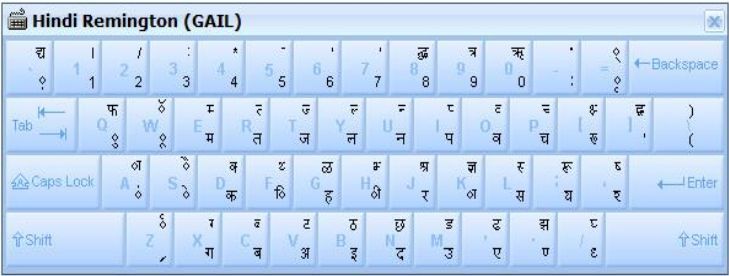 Hindi Remington (GAIL)
द्य | / : * - ' ' द्ध त्र ऋ
1 2 3 4 5 6 7 8 9 0 - = ←Backspace
1 2 3 4 5 6 7 8 9 0 :
फ ॅ म् त् ज् ल् न् प् व् च् क्ष् द्व )
Tab Q W E R T Y U I O P [ ]
ु ू म त ज ल न प व च ख् , (
क ळ भ् श्र ज्ञ स् रू
Caps Lock A S D F G H J K L ; ' Enter
ं े क ि ह ी र ा स य श्
ग् ब् ट ठ छ ड ढ झ
Shift Z X C V B N M , . / Shift
ग ब अ इ द उ ए ण् ध्